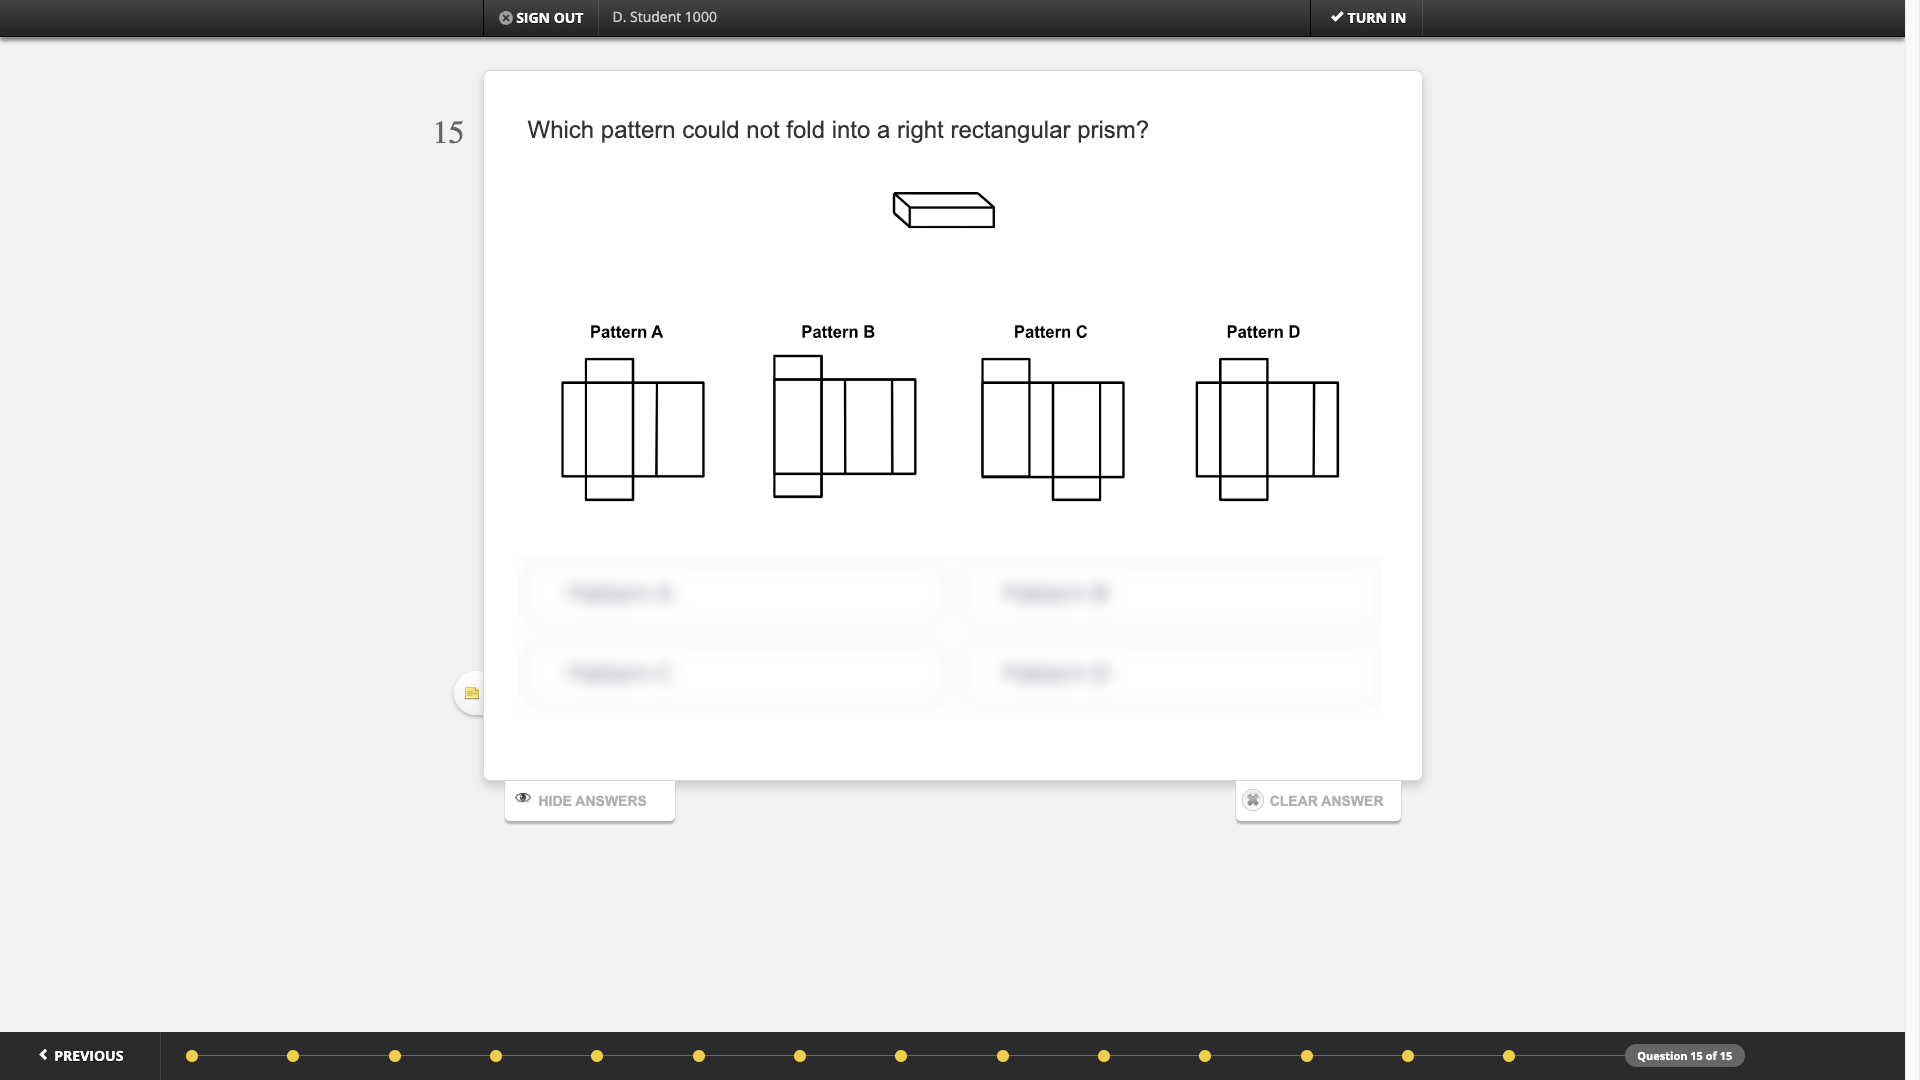 SIGN OUT D. Student 1000 TURN IN
15 Which pattern could not fold into a right rectangular prism?
Pattern A Pattern B Pattern C Pattern D
HIDE ANSWERS CLEAR ANSWER
PREVIOUS Question 15 of 15